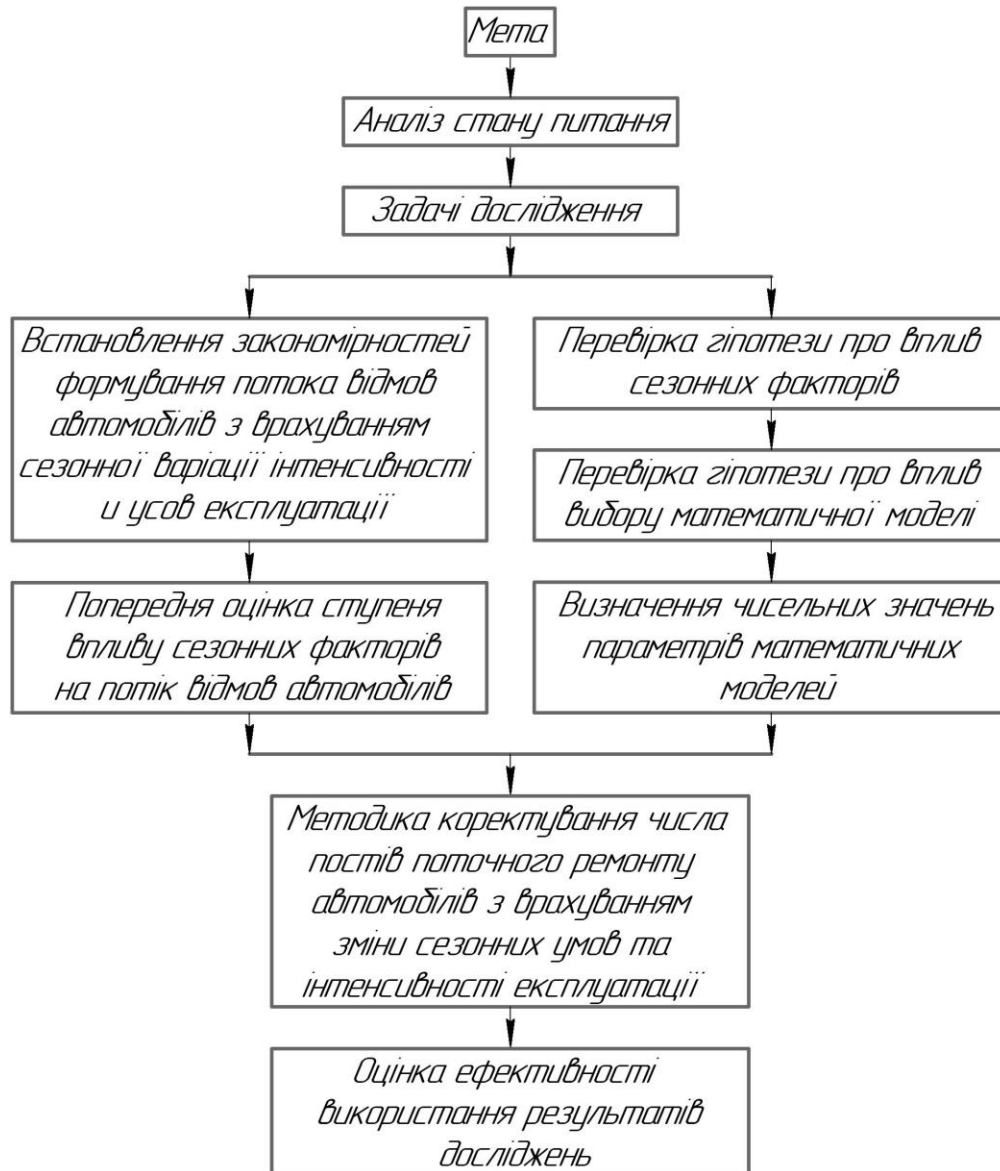 Мета
Аналіз стану питання
Задачі дослідження
Встановлення закономірностей
формування потока відмов
автомобілів з врахуванням
сезонної варіації інтенсивності
и усов експлуатації
Попередня оцінка ступеня
впливу сезонних факторів
на потік відмов автомобілів
Перевірка гіпотези про вплив
сезонних факторів
Перевірка гіпотези про вплив
вибору математичної моделі
Визначення чисельних значень
параметрів математичних
моделей
Методика коректування числа
постів поточного ремонту
автомобілів з врахуванням
зміни сезонних умов та
інтенсивності експлуатації
Оцінка ефективності
використання результатів
досліджень